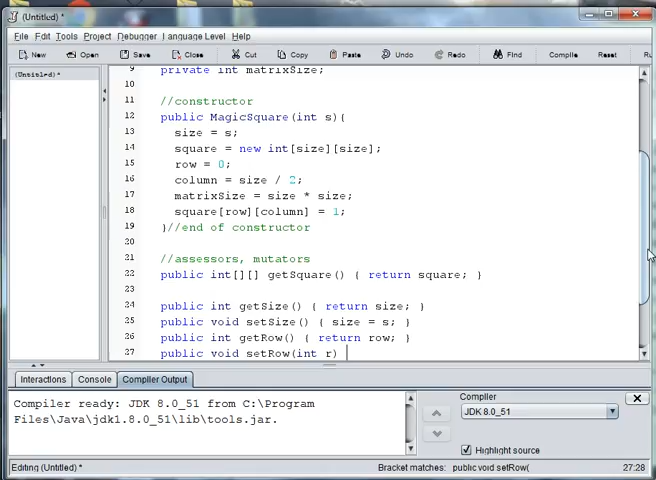 (Untitled) *
File Edit Tools Project Debugger Language Level Help
New Open Save Close Cut Copy Paste Undo Redo Find Compile Reset Ru
(Untitled)*
9 private int matrixSize;
10
11 //constructor
12 public MagicSquare(int s){
13 size = s;
14 square = new int[size][size];
15 row = 0;
16 column = size / 2;
17 matrixSize = size * size;
18 square[row][column] = 1;
19 }//end of constructor
20
21 //assessors, mutators
22 public int[][] getSquare() { return square; }
23
24 public int getSize() { return size; }
25 public void setSize() { size = s; }
26 public int getRow() { return row; }
27 public void setRow(int r)
Interactions Console Compiler Output
Compiler ready: JDK 8.0_51 from C:\Program
Files\Java\jdk1.8.0_51\lib\tools.jar.
Compiler
JDK 8.0_51
Highlight source
Editing (Untitled) * Bracket matches: public void setRow( 27:28